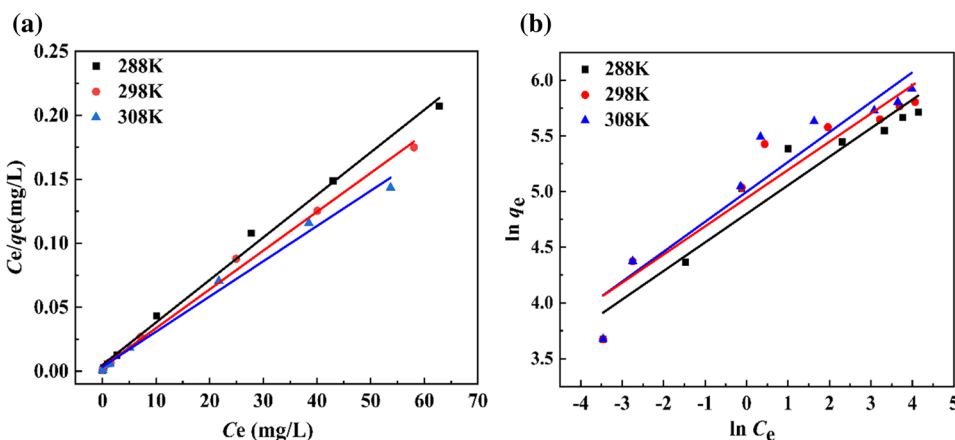 (a)
0.25
0.20
0.15
0.10
0.05
0.00
Ce/qe(mg/L)
288K
298K
308K
0 10 20 30 40 50 60 70
Ce (mg/L)
(b)
6.0
5.5
5.0
4.5
4.0
3.5
ln qe
288K
298K
308K
-4 -3 -2 -1 0 1 2 3 4 5
ln Ce